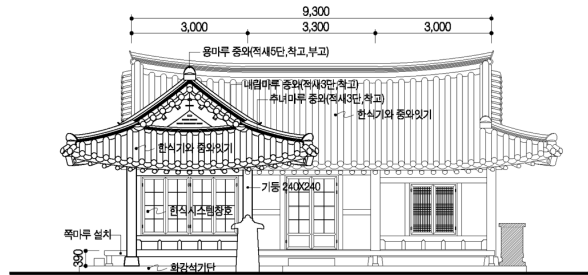 9,300
3,000
3,300
3,000
용마루 중와(적새5단,착고,부고)
내림마루 중와(적새3단,착고)
추녀마루 중와(적새3단,착고)
한식기와 중와잇기
한식기와 중와잇기
기둥 240X240
한식시스템창호
쪽마루 설치
390
화강석기단